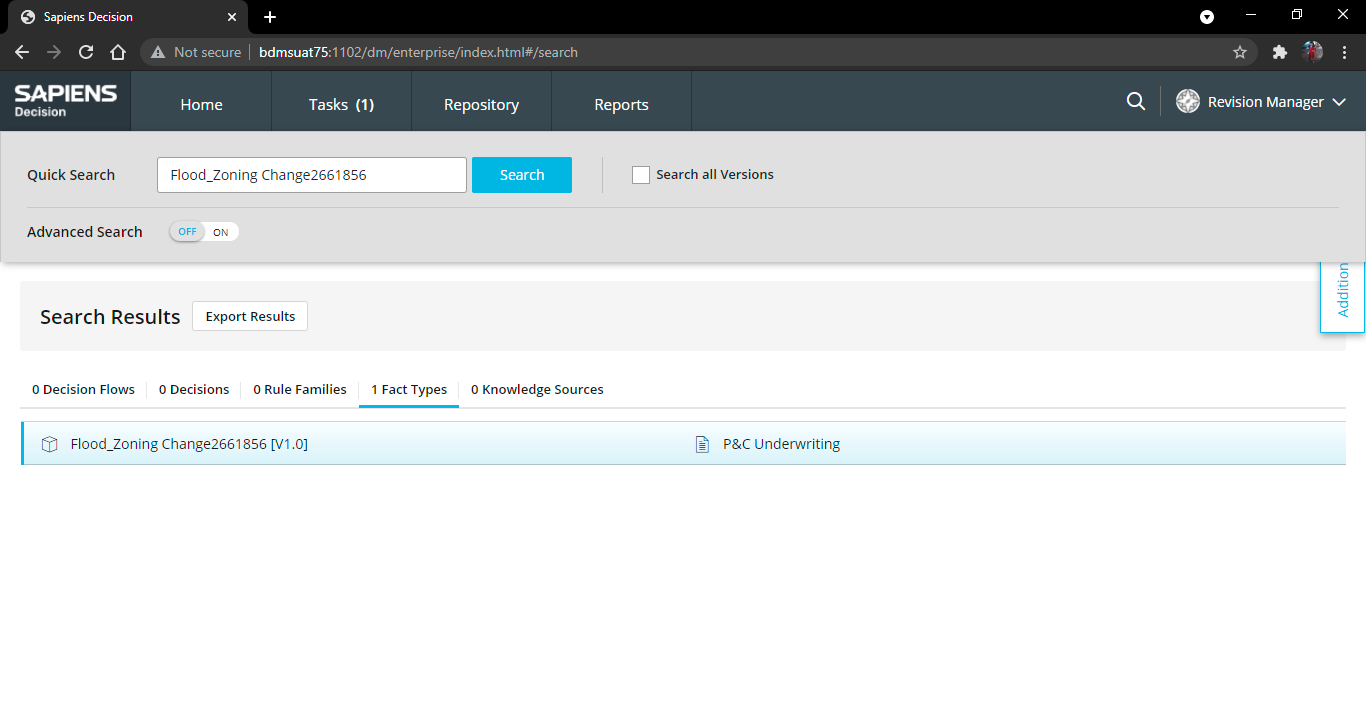 Sapiens Decision
Not secure bdmsuat75:1102/dm/enterprise/index.html#/search
SAPIENS
Decision
Home
Tasks (1)
Repository
Reports
Revision Manager
Quick Search
Flood_Zoning Change2661856
Search
Search all Versions
Advanced Search
OFF
ON
Addition
Search Results
Export Results
0 Decision Flows
0 Decisions
0 Rule Families
1 Fact Types
0 Knowledge Sources
Flood_Zoning Change2661856 [V1.0]
P&C Underwriting